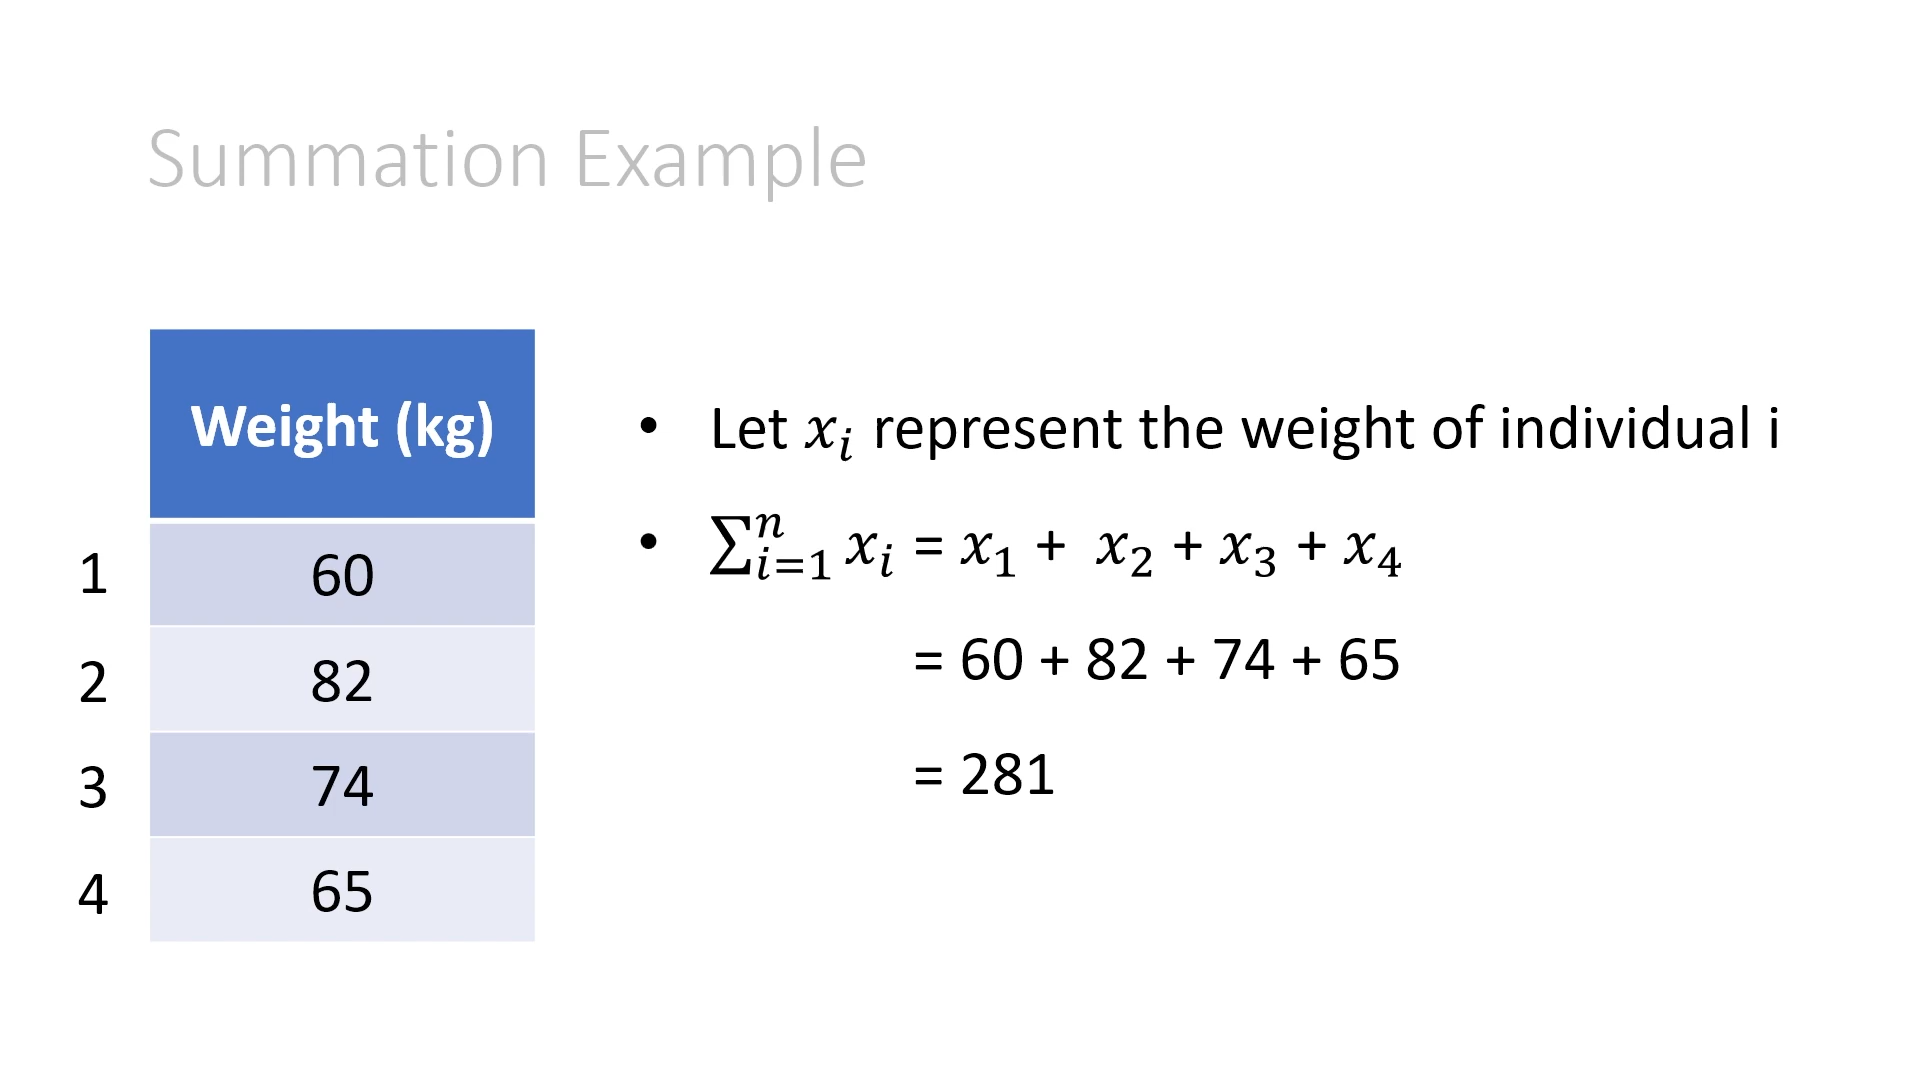 Summation Example
Weight (kg)
1 60
2 82
3 74
4 65
• Let 𝑥ᵢ represent the weight of individual i
• ∑ⁿᵢ₌₁ 𝑥ᵢ = 𝑥₁ + 𝑥₂ + 𝑥₃ + 𝑥₄
= 60 + 82 + 74 + 65
= 281